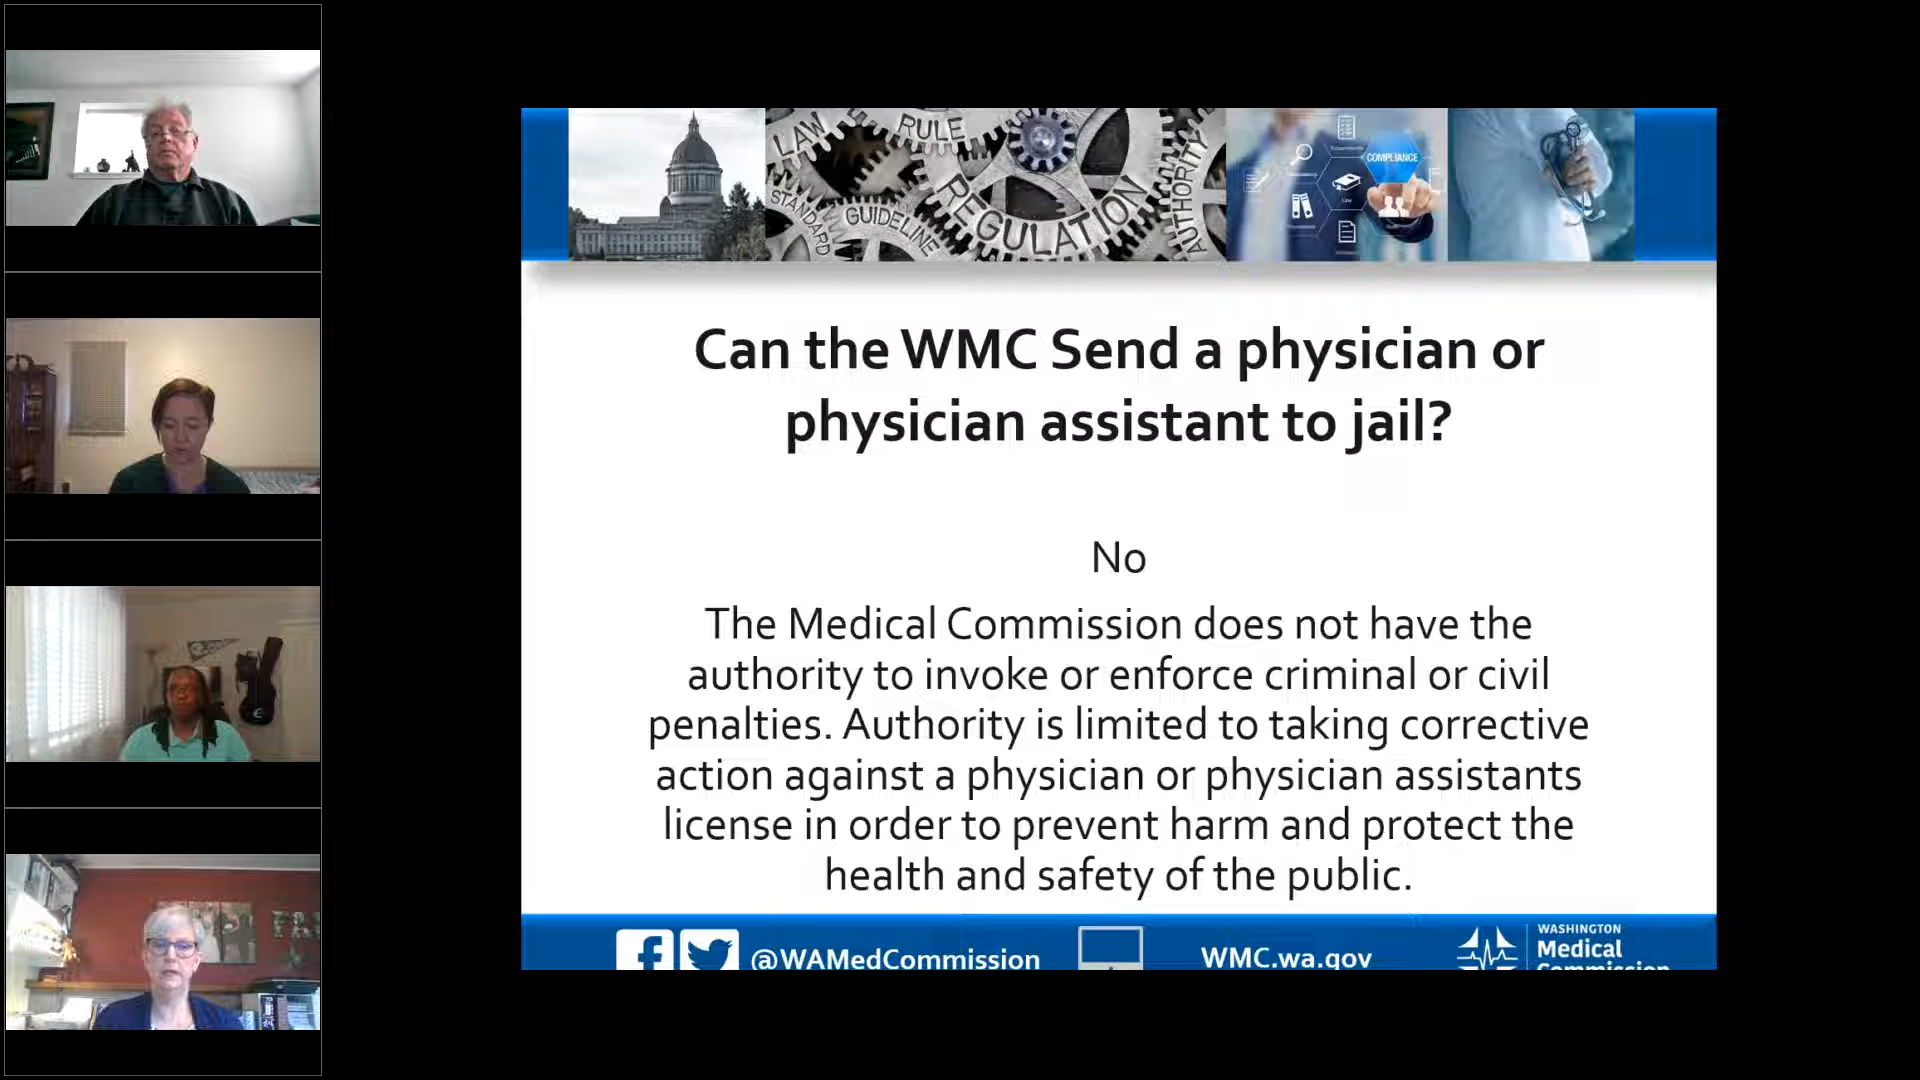 LAW
RULE
STANDARD
GUIDELINE
REGULATION
AUTHORITY
COMPLIANCE
Can the WMC Send a physician or
physician assistant to jail?
No
The Medical Commission does not have the
authority to invoke or enforce criminal or civil
penalties. Authority is limited to taking corrective
action against a physician or physician assistants
license in order to prevent harm and protect the
health and safety of the public.
@WAMedCommission
WMC.wa.gov
WASHINGTON
Medical
Commission